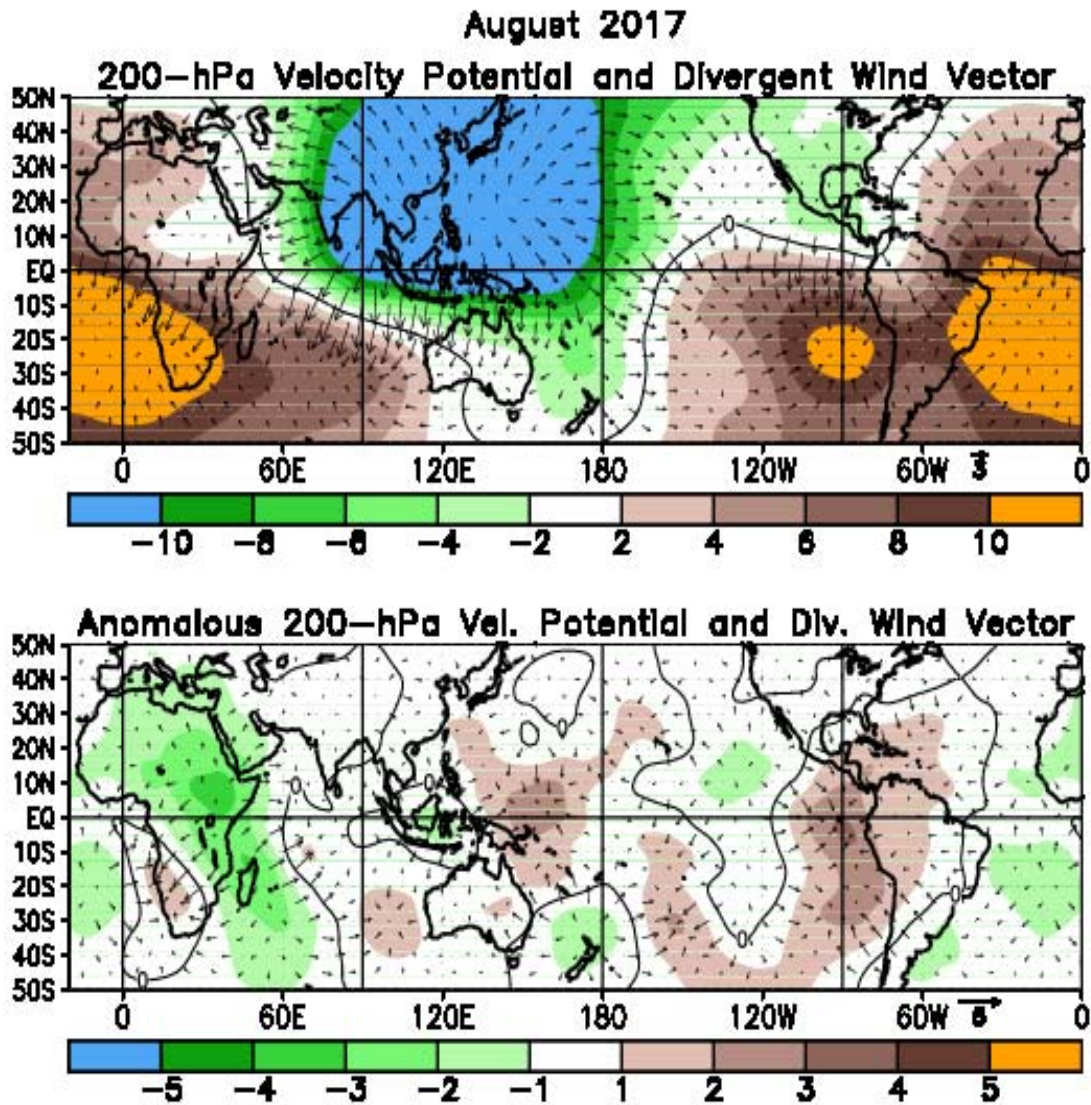 August 2017
200-hPa Velocity Potential and Divergent Wind Vector
50N
40N
30N
20N
10N
EQ
10S
20S
30S
40S
50S
0
0 60E 120E 180 120W 60W 3 0
-10 -8 -6 -4 -2 2 4 6 8 10
Anomalous 200-hPa Vel. Potential and Div. Wind Vector
50N
40N
30N
20N
10N
EQ
10S
20S
30S
40S
50S
0 0
0 0
0
0
0
0
0 60E 120E 180 120W 60W 0
-5 -4 -3 -2 -1 1 2 3 4 5